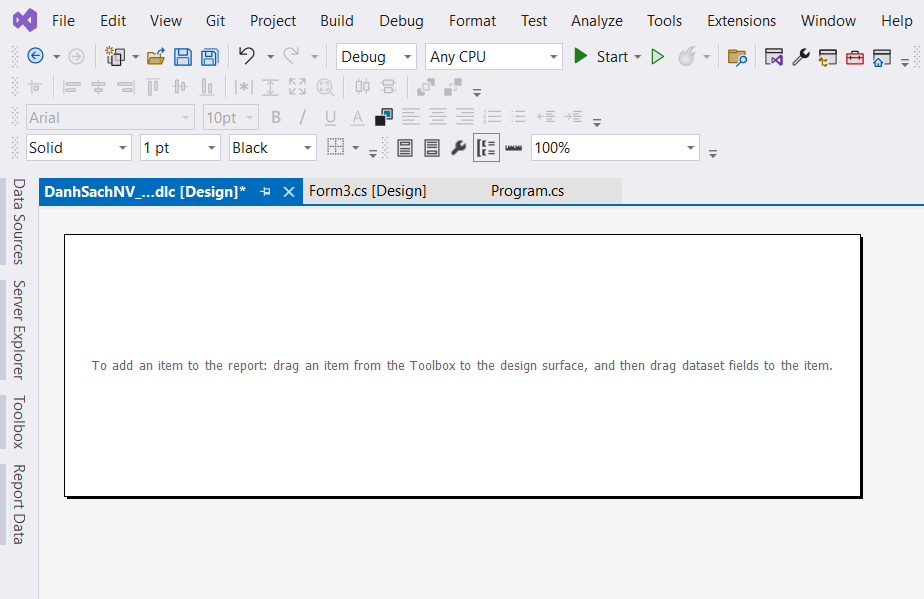 File Edit View Git Project Build Debug Format Test Analyze Tools Extensions Window Help
Debug Any CPU Start
Arial 10pt B I U A
Solid 1 pt Black 100%
DanhSachNV_...dlc [Design]* Form3.cs [Design] Program.cs
Data Sources
Server Explorer
Toolbox
Report Data
To add an item to the report: drag an item from the Toolbox to the design surface, and then drag dataset fields to the item.